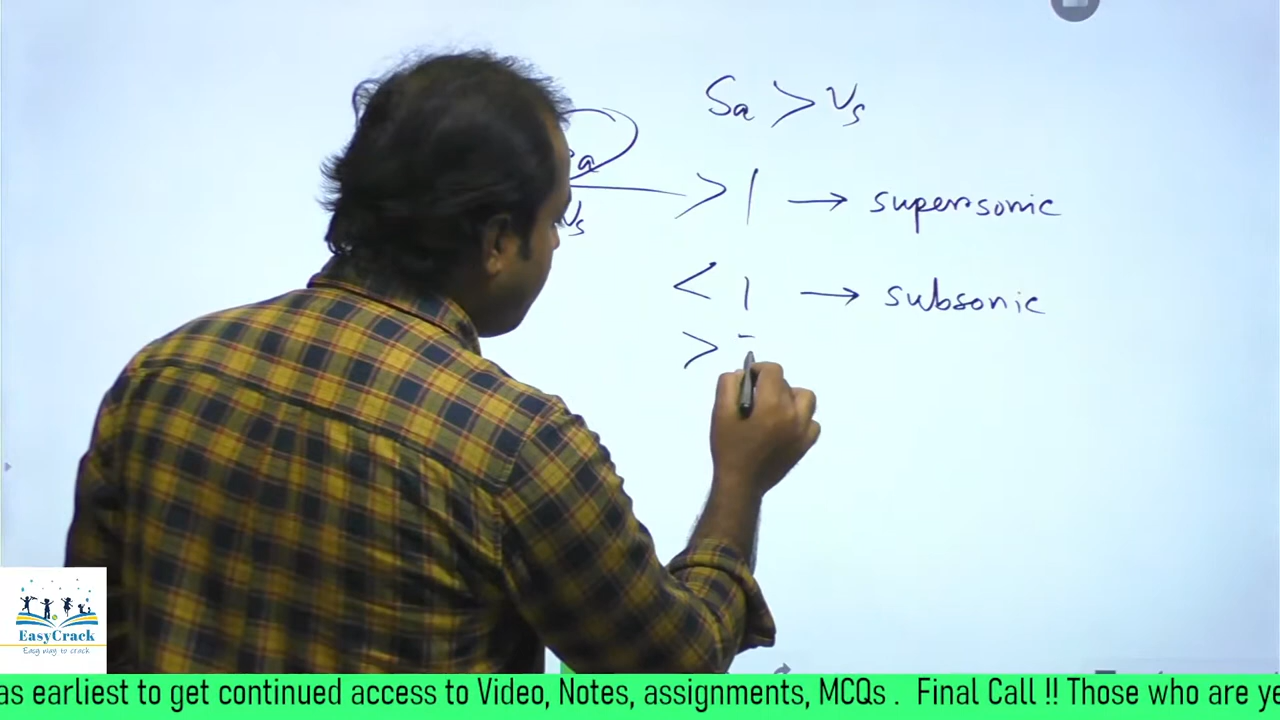 Sa > Vs
a
Vs > 1 → supersonic
< 1 → subsonic
>
EasyCrack
Easy way to crack
as earliest to get continued access to Video, Notes, assignments, MCQs . Final Call !! Those who are ye